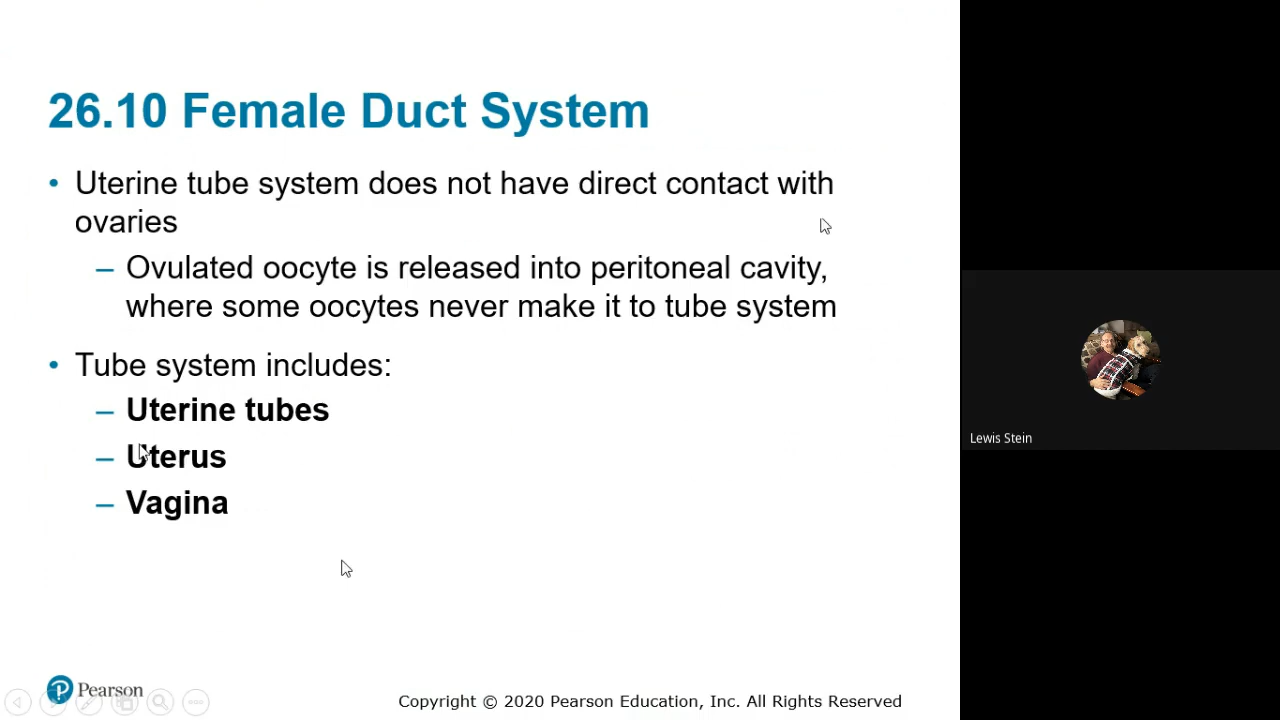 26.10 Female Duct System
• Uterine tube system does not have direct contact with
ovaries
– Ovulated oocyte is released into peritoneal cavity,
where some oocytes never make it to tube system
• Tube system includes:
– Uterine tubes
– Uterus
– Vagina
Lewis Stein
P Pearson
Copyright © 2020 Pearson Education, Inc. All Rights Reserved